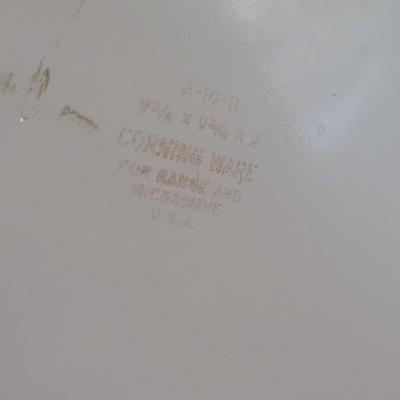 A-10-B
9¾ x 9¾ x 2
CORNING WARE
FOR RANGE AND
MICROWAVE
U.S.A.